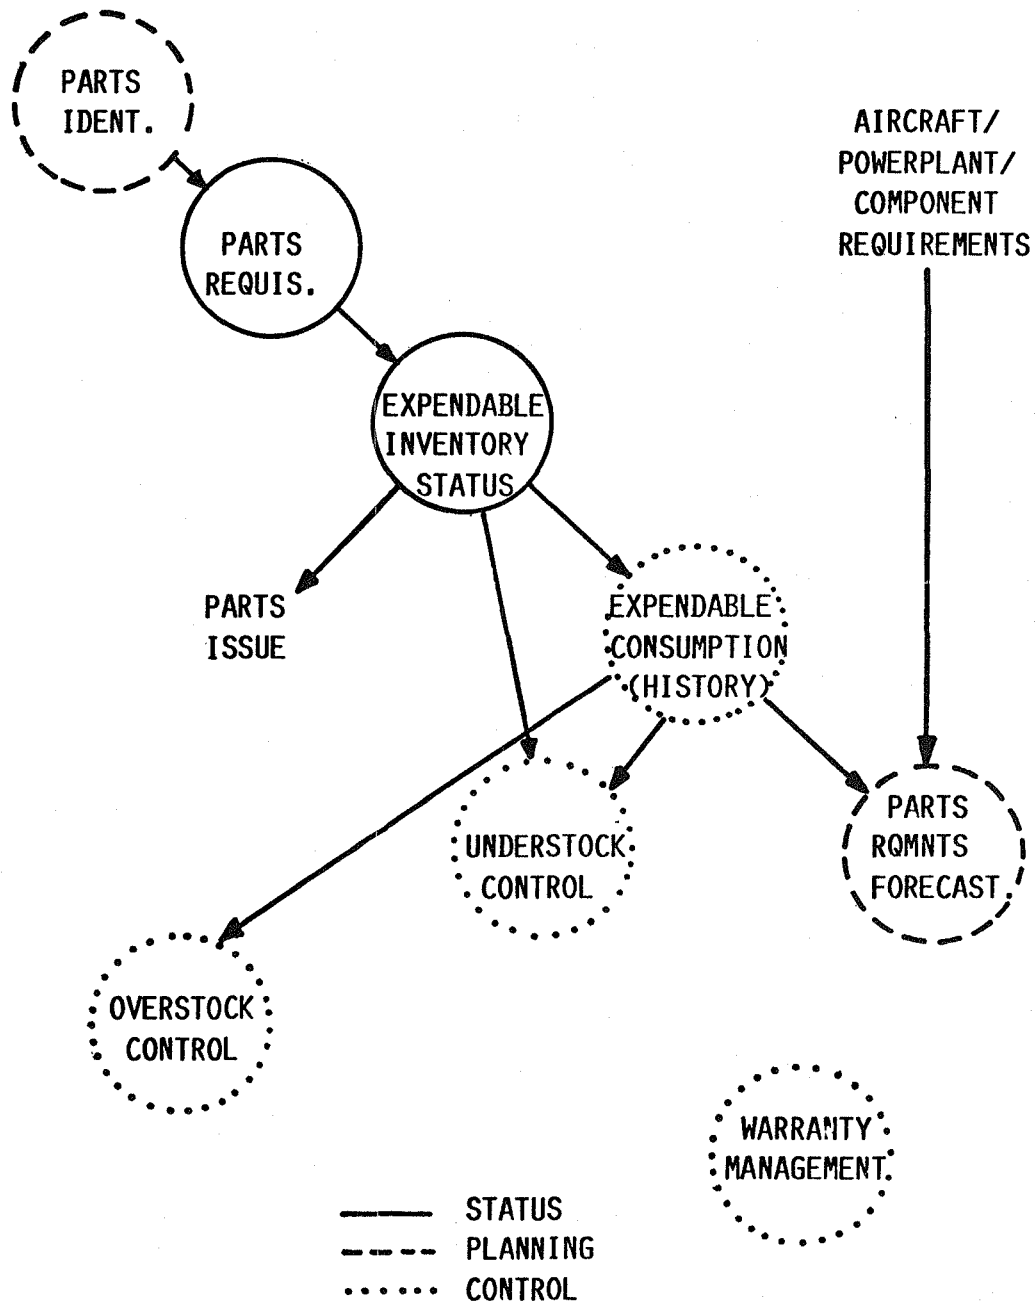 PARTS
IDENT.
AIRCRAFT/
POWERPLANT/
COMPONENT
REQUIREMENTS
PARTS
REQUIS.
EXPENDABLE
INVENTORY
STATUS
PARTS
ISSUE
EXPENDABLE
CONSUMPTION
(HISTORY)
PARTS
RQMNTS
FORECAST.
UNDERSTOCK
CONTROL
OVERSTOCK
CONTROL
WARRANTY
MANAGEMENT
STATUS
PLANNING
CONTROL